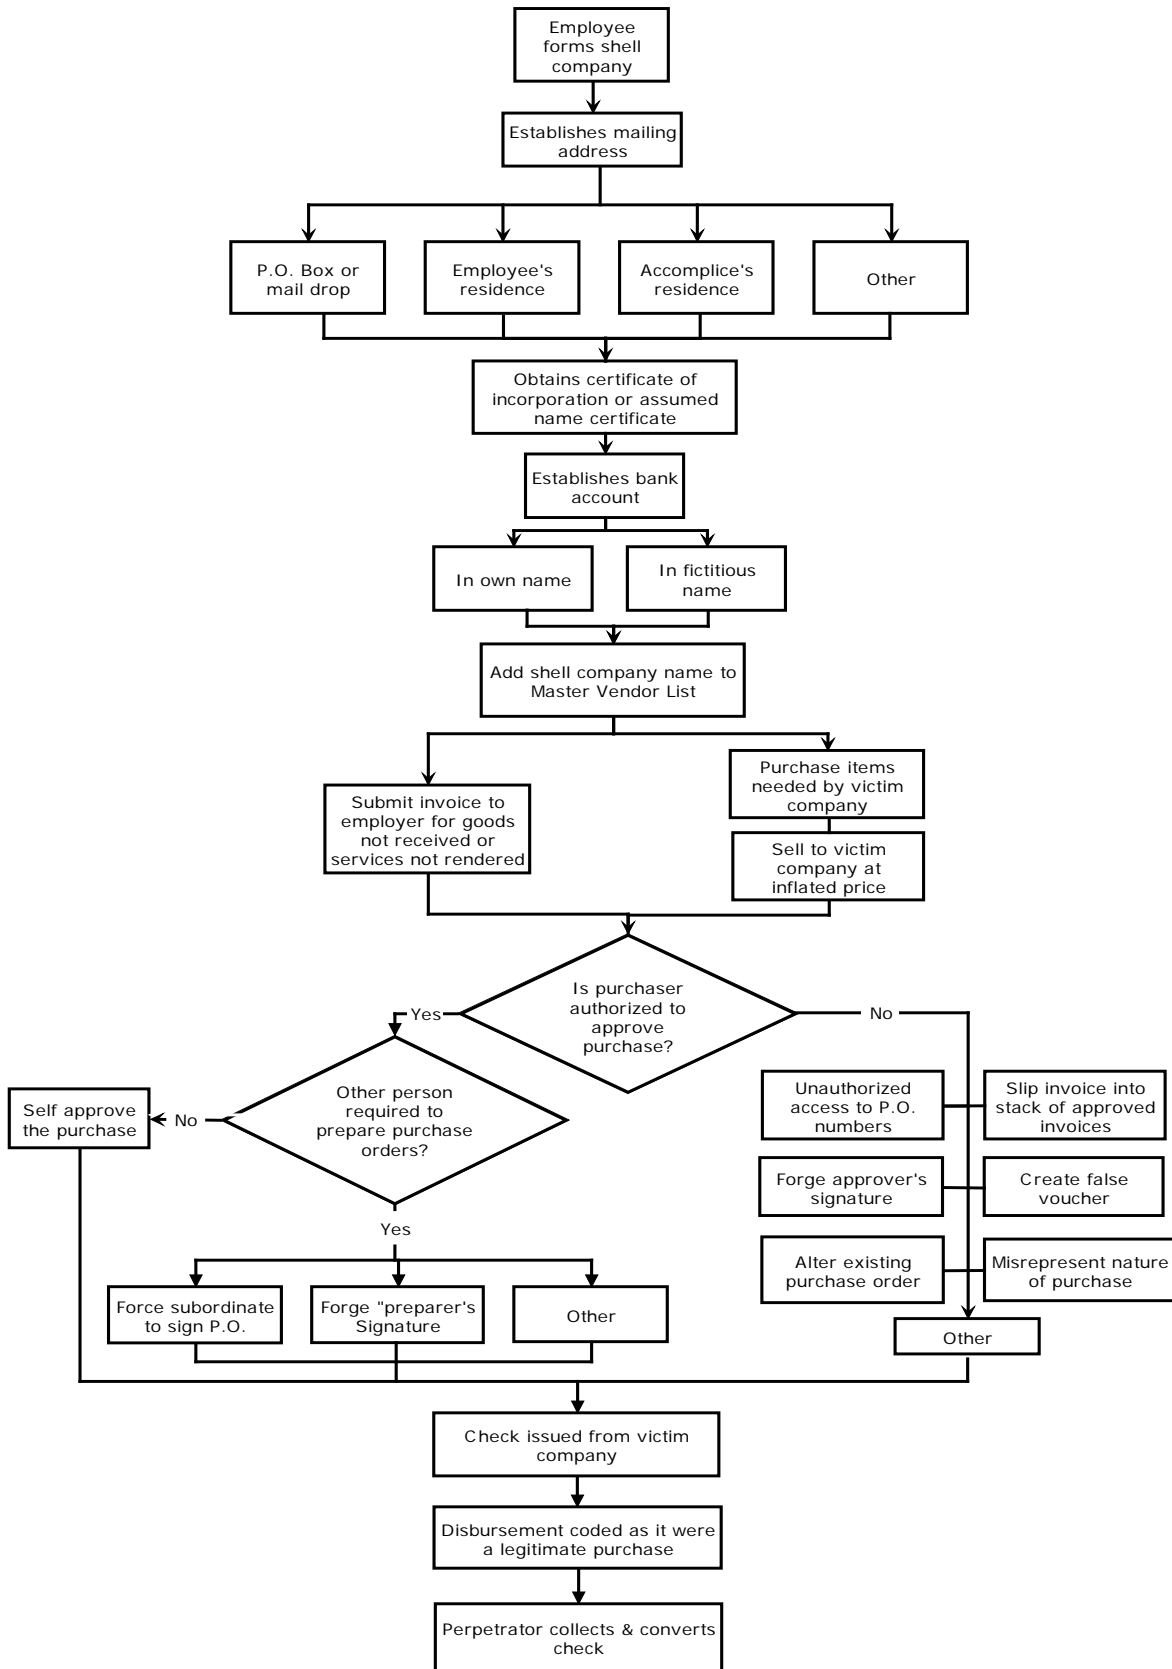 Employee
forms shell
company
Establishes mailing
address
P.O. Box or
mail drop
Employee's
residence
Accomplice's
residence
Other
Obtains certificate of
incorporation or assumed
name certificate
Establishes bank
account
In own name
In fictitious
name
Add shell company name to
Master Vendor List
Submit invoice to
employer for goods
not received or
services not rendered
Purchase items
needed by victim
company
Sell to victim
company at
inflated price
Is purchaser
authorized to
approve
purchase?
Yes
No
Other person
required to
prepare purchase
orders?
No
Self approve
the purchase
Yes
Force subordinate
to sign P.O.
Forge "preparer's
Signature
Other
Unauthorized
access to P.O.
numbers
Slip invoice into
stack of approved
invoices
Forge approver's
signature
Create false
voucher
Alter existing
purchase order
Misrepresent nature
of purchase
Other
Check issued from victim
company
Disbursement coded as it were
a legitimate purchase
Perpetrator collects & converts
check